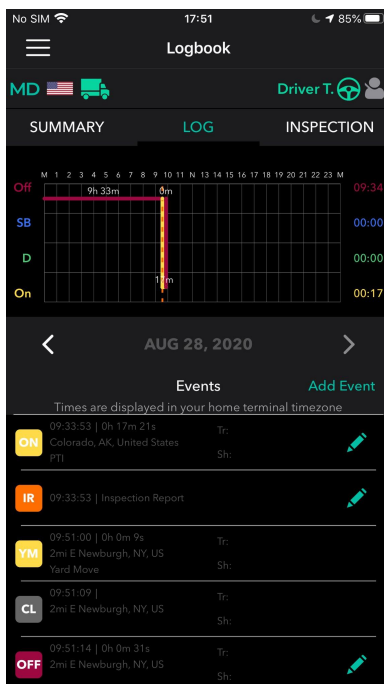 No SIM 17:51 85%
Logbook
MD Driver T.
SUMMARY LOG INSPECTION
M 1 2 3 4 5 6 7 8 9 10 11 N 13 14 15 16 17 18 19 20 21 22 23 M
Off 9h 33m 0m 09:34
SB 00:00
D 00:00
On 17m 00:17
AUG 28, 2020
Events Add Event
Times are displayed in your home terminal timezone
09:33:53 | 0h 17m 21s Tr:
ON Colorado, AK, United States
PTI Sh:
IR 09:33:53 | Inspection Report
09:51:00 | 0h 0m 9s Tr:
YM 2mi E Newburgh, NY, US
Yard Move Sh:
09:51:09 | Tr:
CL 2mi E Newburgh, NY, US
Sh:
09:51:14 | 0h 0m 31s Tr:
OFF 2mi E Newburgh, NY, US
Sh: